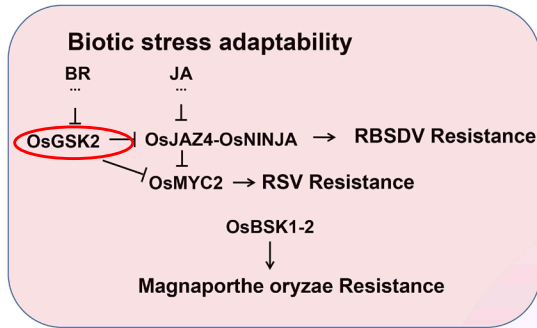 Biotic stress adaptability
BR JA
... ...
OsGSK2 OsJAZ4-OsNINJA RBSDV Resistance
OsMYC2 RSV Resistance
OsBSK1-2
Magnaporthe oryzae Resistance